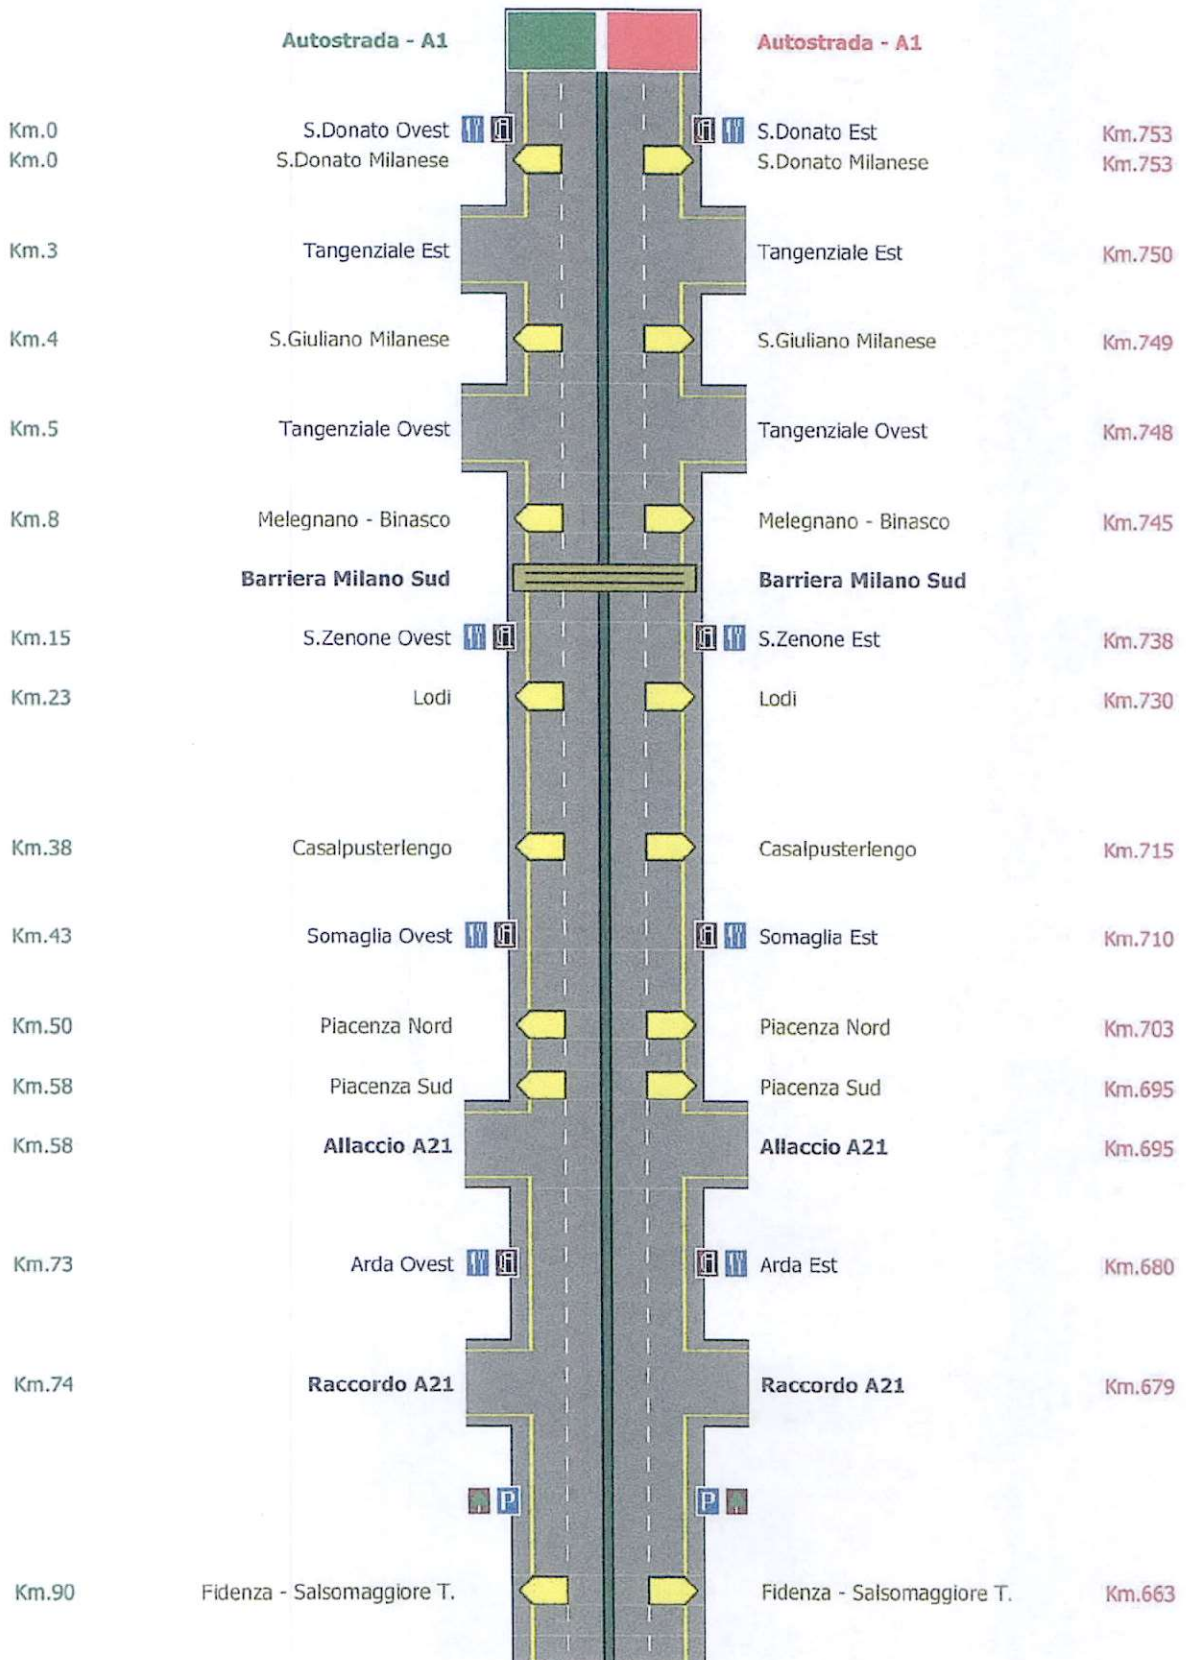 Autostrada - A1 Autostrada - A1
Km.0 S.Donato Ovest S.Donato Est Km.753
Km.0 S.Donato Milanese S.Donato Milanese Km.753
Km.3 Tangenziale Est Tangenziale Est Km.750
Km.4 S.Giuliano Milanese S.Giuliano Milanese Km.749
Km.5 Tangenziale Ovest Tangenziale Ovest Km.748
Km.8 Melegnano - Binasco Melegnano - Binasco Km.745
Barriera Milano Sud Barriera Milano Sud
Km.15 S.Zenone Ovest S.Zenone Est Km.738
Km.23 Lodi Lodi Km.730
Km.38 Casalpusterlengo Casalpusterlengo Km.715
Km.43 Somaglia Ovest Somaglia Est Km.710
Km.50 Piacenza Nord Piacenza Nord Km.703
Km.58 Piacenza Sud Piacenza Sud Km.695
Km.58 Allaccio A21 Allaccio A21 Km.695
Km.73 Arda Ovest Arda Est Km.680
Km.74 Raccordo A21 Raccordo A21 Km.679
P P
Km.90 Fidenza - Salsomaggiore T. Fidenza - Salsomaggiore T. Km.663